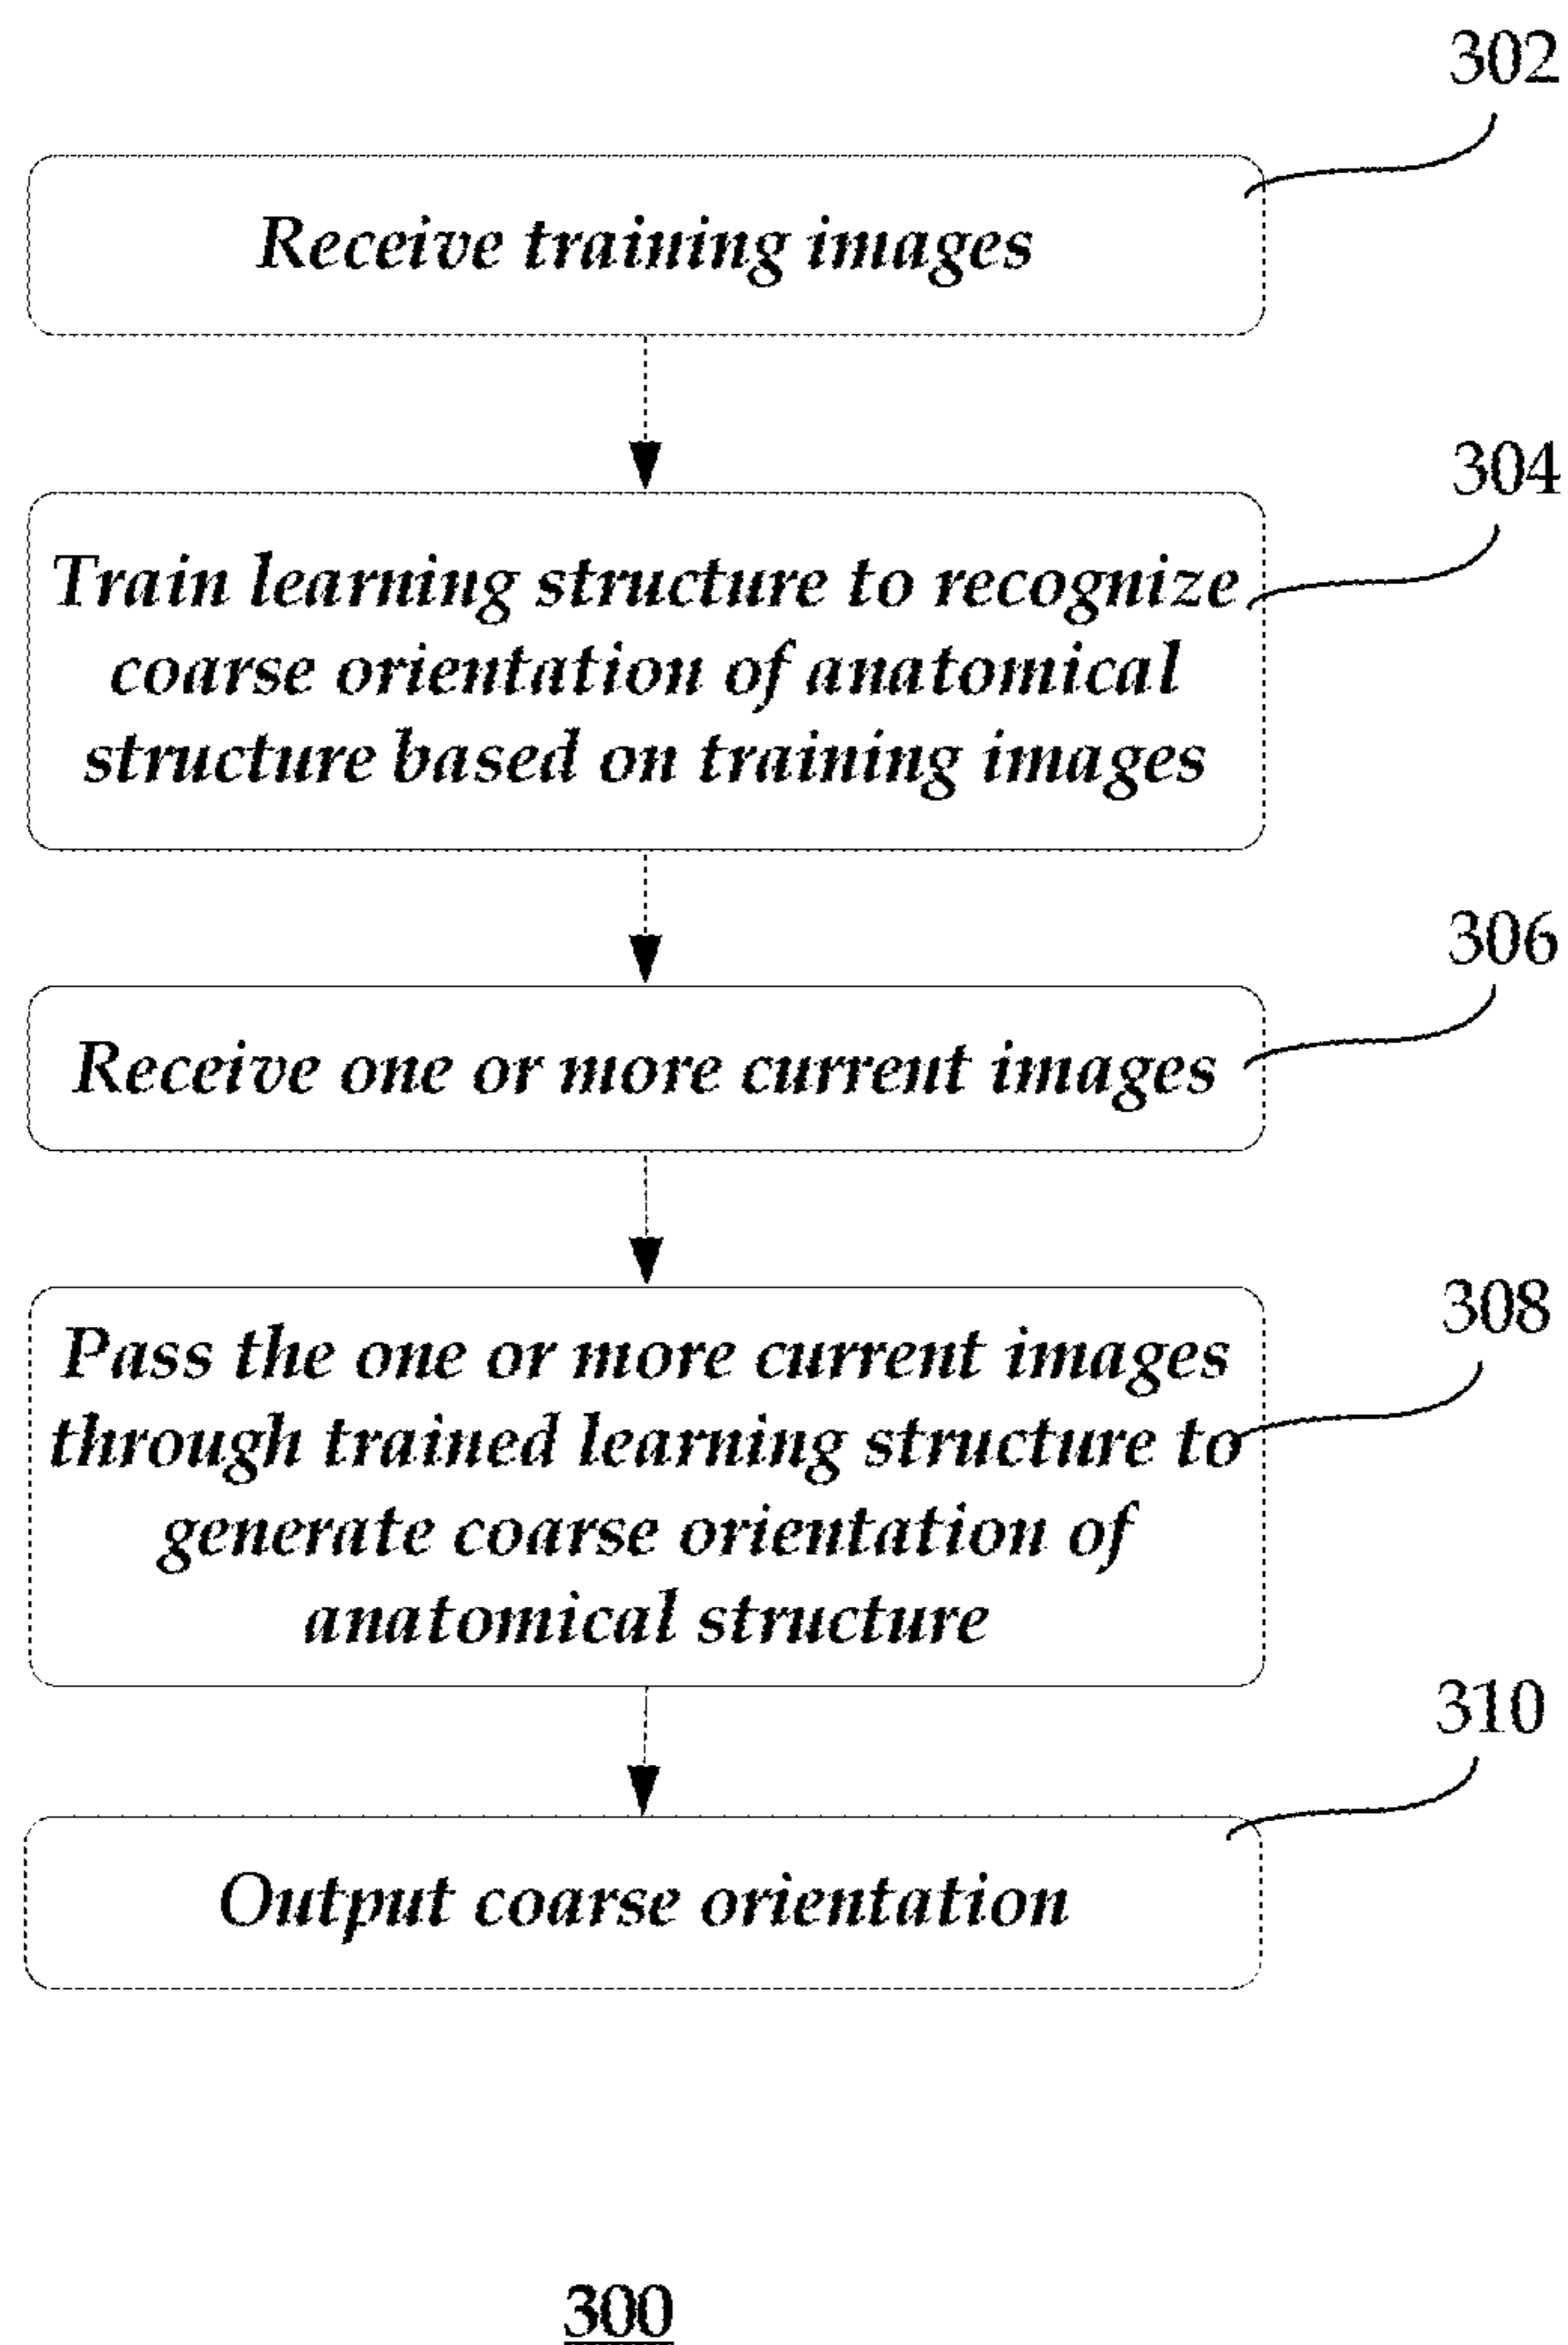 302
Receive training images
304
Train learning structure to recognize
coarse orientation of anatomical
structure based on training images
306
Receive one or more current images
308
Pass the one or more current images
through trained learning structure to
generate coarse orientation of
anatomical structure
310
Output coarse orientation
300